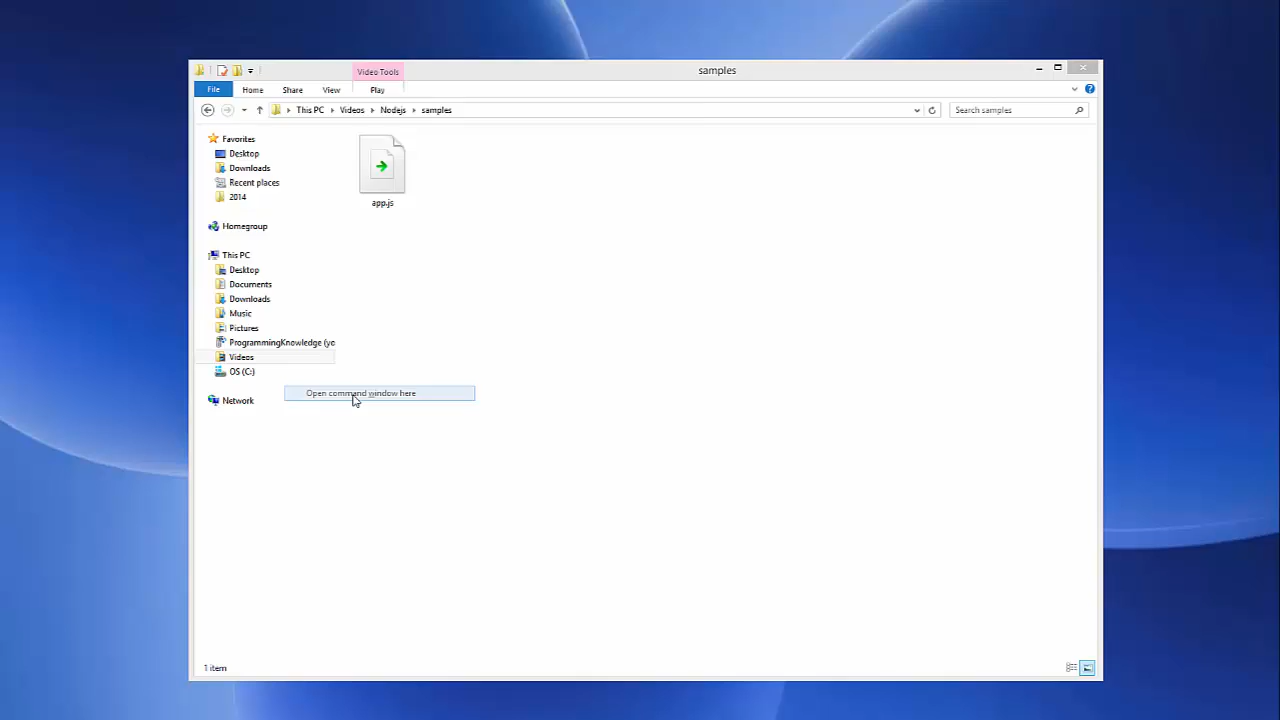 Video Tools
samples
File
Home
Share
View
Play
This PC
Videos
Nodejs
samples
Search samples
Favorites
Desktop
Downloads
Recent places
2014
Homegroup
This PC
Desktop
Documents
Downloads
Music
Pictures
ProgrammingKnowledge (yo
Videos
OS (C:)
Network
app.js
Open command window here
1 item